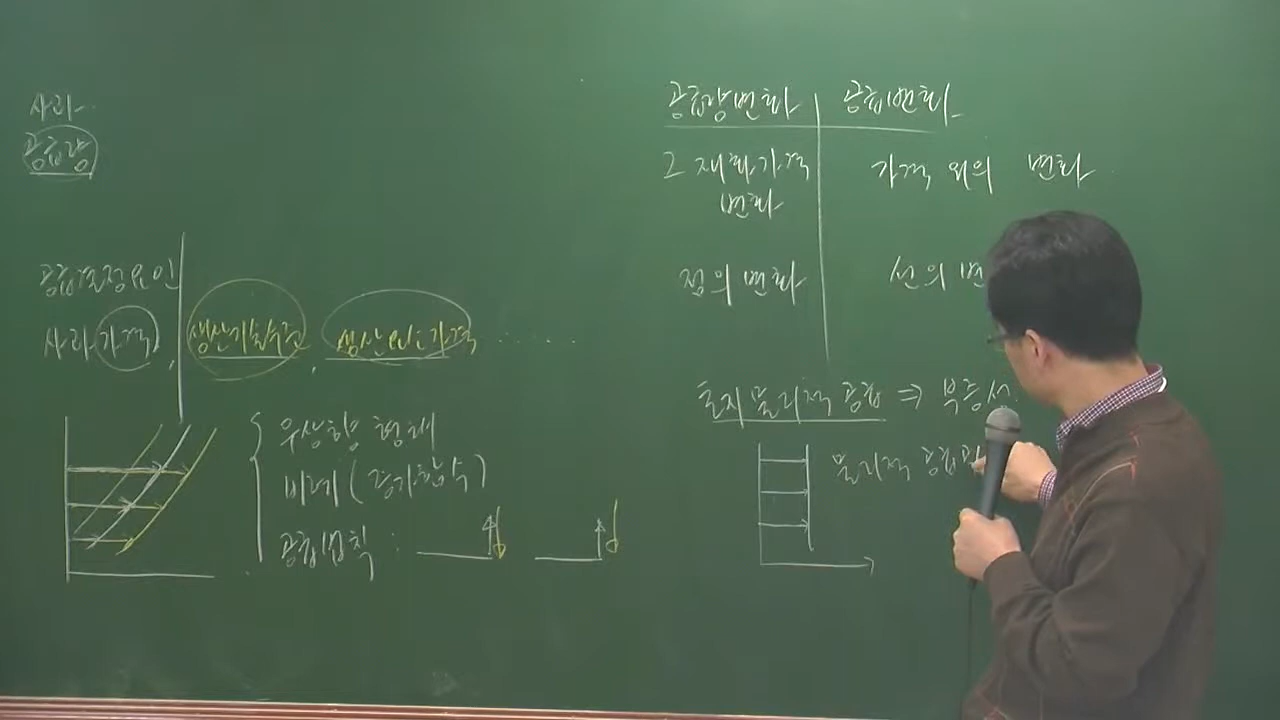 사과
공급량
공급결정요인
사과 가격, 생산기술수준, 생산요소가격 ......
우상향 형태
비례 (증가함수)
공급법칙 :
공급량변화 공급변화
그 재화가격 변화
가격 외의 변화
점의 변화 선의 변
토지 물리적 공급 ⇒ 부증성
물리적 공급